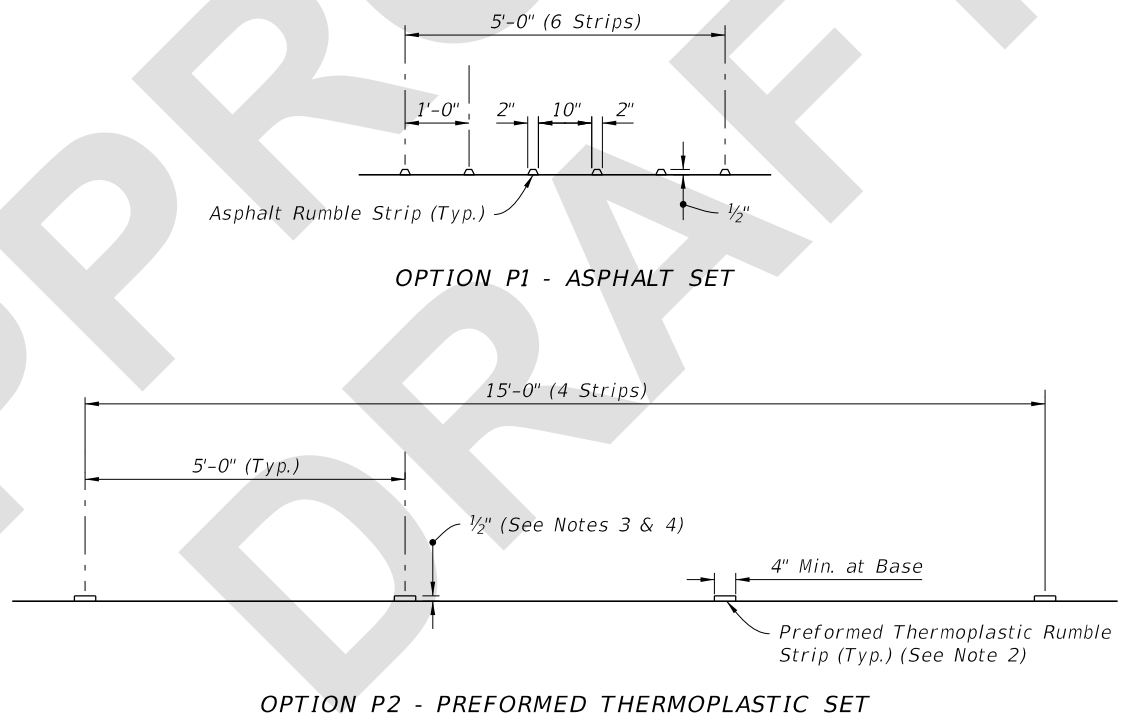 5'-0" (6 Strips)
1'-0" 2" 10" 2"
Asphalt Rumble Strip (Typ.)
½"
OPTION P1 - ASPHALT SET
15'-0" (4 Strips)
5'-0" (Typ.)
½" (See Notes 3 & 4)
4" Min. at Base
Preformed Thermoplastic Rumble
Strip (Typ.) (See Note 2)
OPTION P2 - PREFORMED THERMOPLASTIC SET
DRAFT